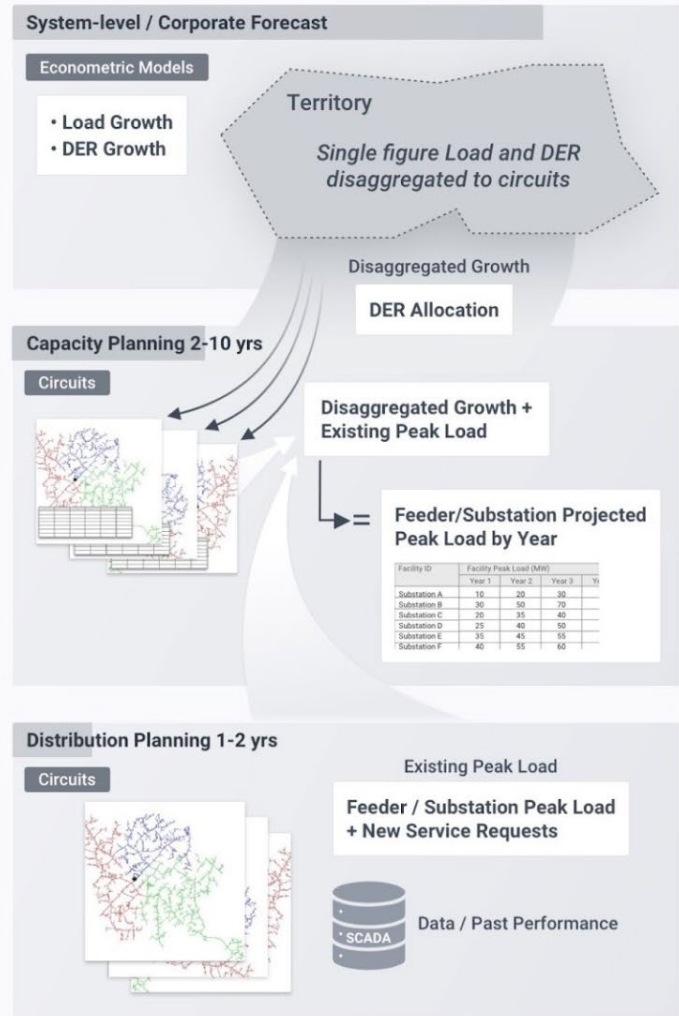 System-level / Corporate Forecast
Econometric Models
• Load Growth
• DER Growth
Territory
Single figure Load and DER
disaggregated to circuits
Disaggregated Growth
DER Allocation
Capacity Planning 2-10 yrs
Circuits
Disaggregated Growth +
Existing Peak Load
=
Feeder/Substation Projected
Peak Load by Year
Facility ID Facility Peak Load (MW)
Year 1 Year 2 Year 3
Substation A 10 20 30
Substation B 30 50 70
Substation C 20 35 40
Substation D 25 40 50
Substation E 35 45 55
Substation F 40 55 60
Distribution Planning 1-2 yrs
Circuits
Existing Peak Load
Feeder / Substation Peak Load
+ New Service Requests
SCADA
Data / Past Performance